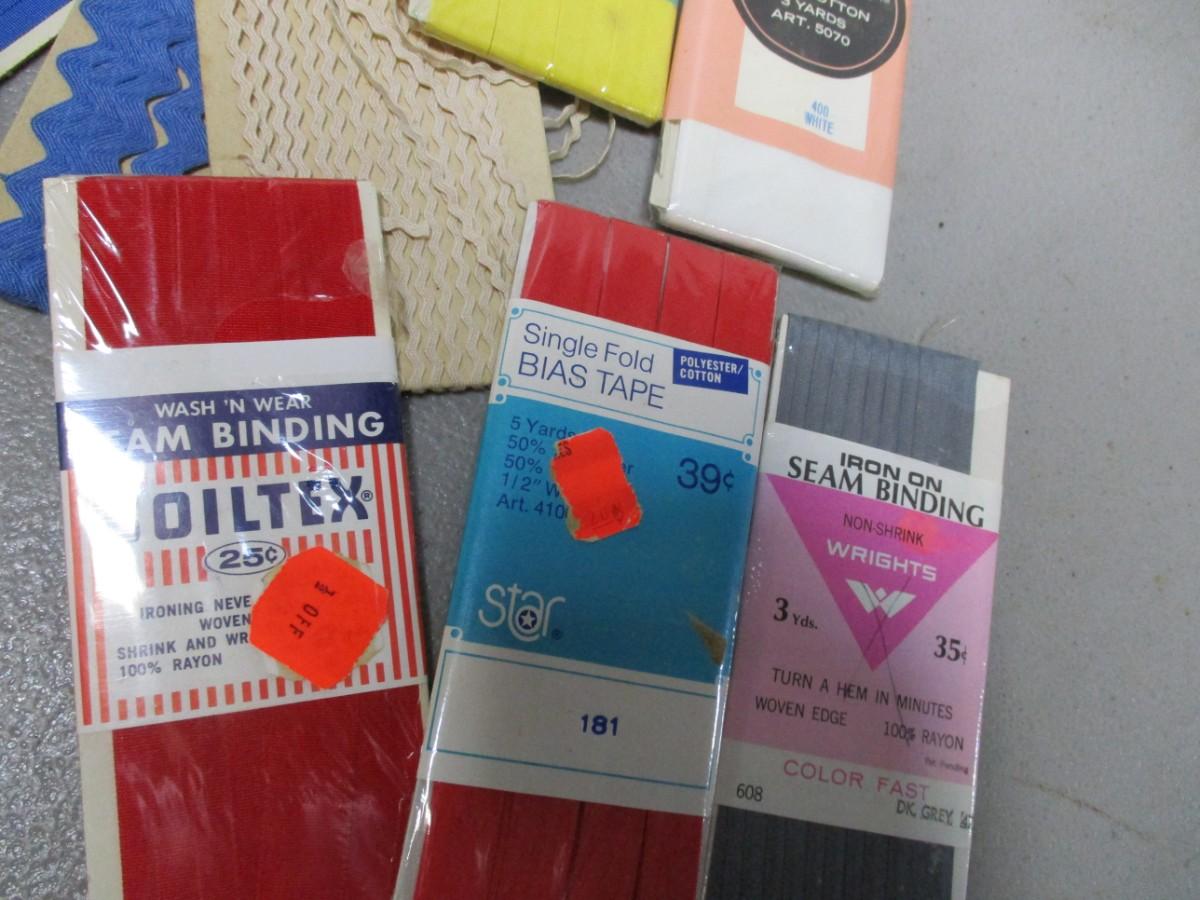 COTTON
3 YARDS
ART. 5070
400
WHITE
WASH 'N WEAR
AM BINDING
OILTEX®
25¢
IRONING NEVE
WOVEN
SHRINK AND WR
100% RAYON
OFF
Single Fold
BIAS TAPE
POLYESTER/
COTTON
5 Yards
50%
50% er
1/2" W
Art. 410
39¢
star®
181
IRON ON
SEAM BINDING
NON-SHRINK
WRIGHTS
W
3 Yds.
35¢
TURN A HEM IN MINUTES
WOVEN EDGE 100% RAYON
Pat. Pending
COLOR FAST
608
DK. GREY